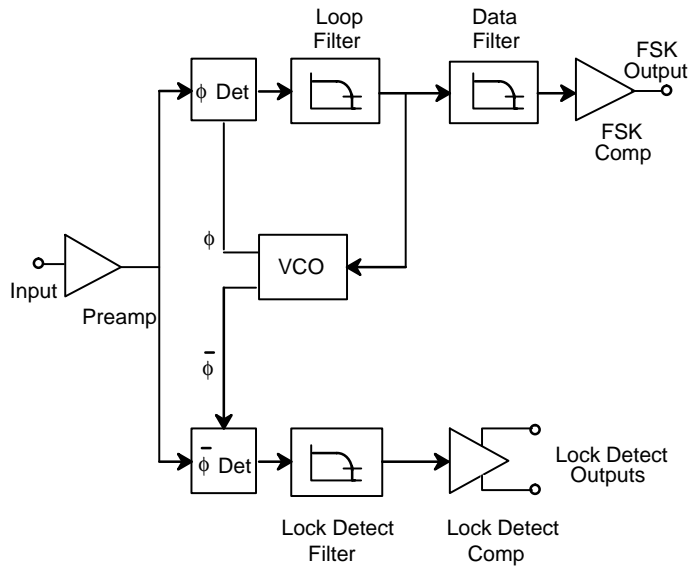 Loop
Filter
Data
Filter
FSK
Output
ϕ Det
FSK
Comp
ϕ
VCO
Input
Preamp
ϕ̅
ϕ̅ Det
Lock Detect
Outputs
Lock Detect
Filter
Lock Detect
Comp